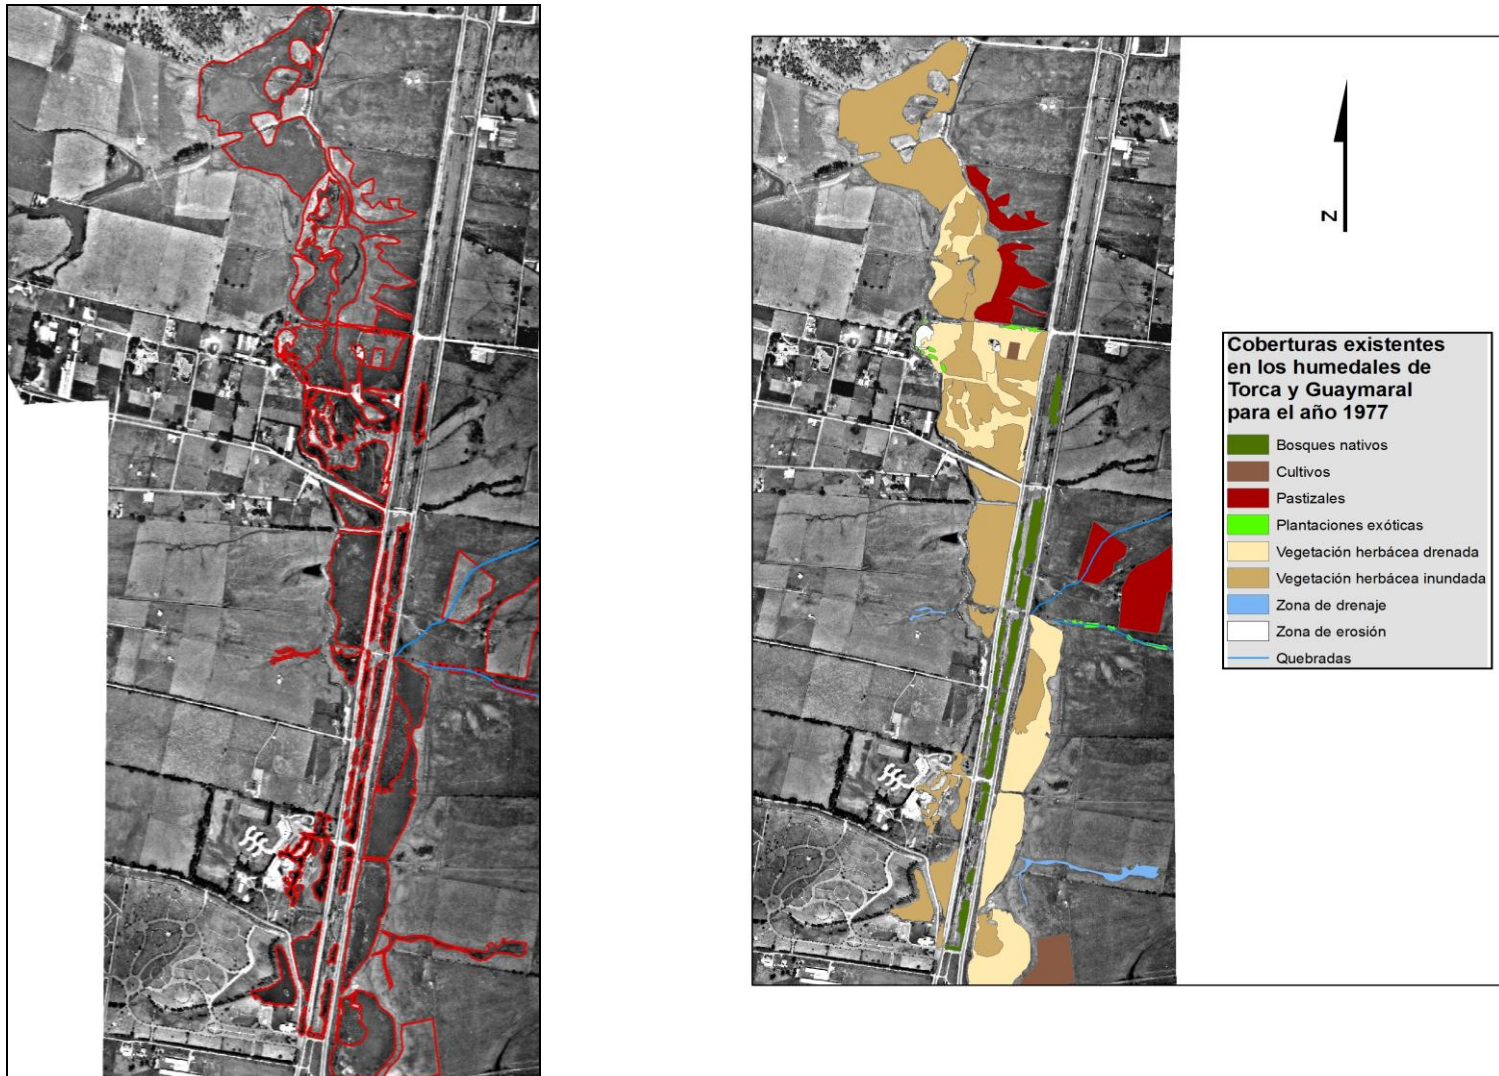 Z
Coberturas existentes
en los humedales de
Torca y Guaymaral
para el año 1977
Bosques nativos
Cultivos
Pastizales
Plantaciones exóticas
Vegetación herbácea drenada
Vegetación herbácea inundada
Zona de drenaje
Zona de erosión
Quebradas